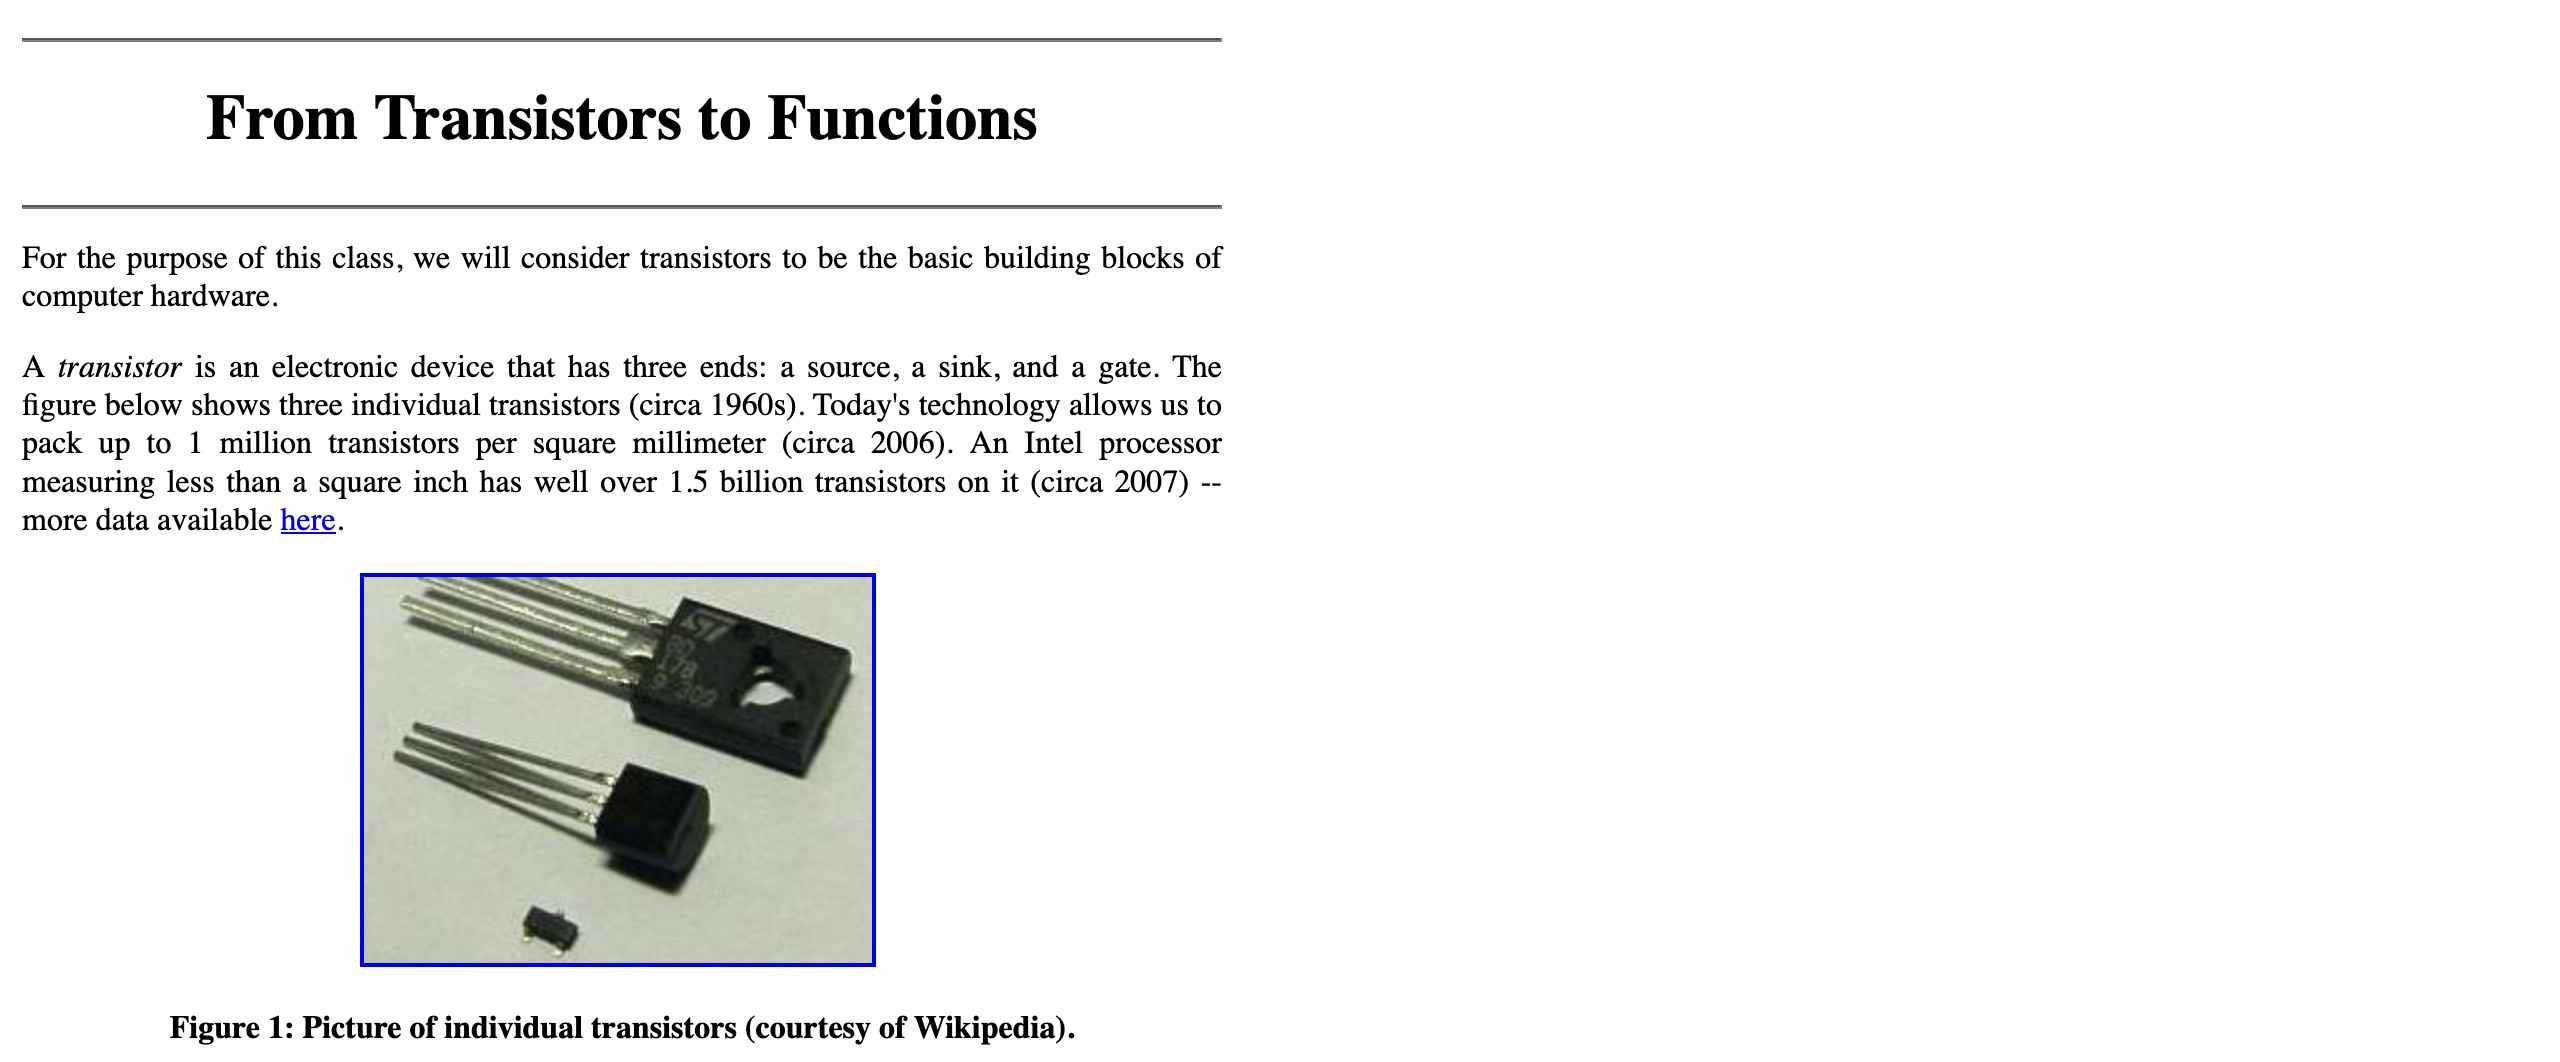 From Transistors to Functions
For the purpose of this class, we will consider transistors to be the basic building blocks of
computer hardware.
A transistor is an electronic device that has three ends: a source, a sink, and a gate. The
figure below shows three individual transistors (circa 1960s). Today's technology allows us to
pack up to 1 million transistors per square millimeter (circa 2006). An Intel processor
measuring less than a square inch has well over 1.5 billion transistors on it (circa 2007) --
more data available here.
ST
Figure 1: Picture of individual transistors (courtesy of Wikipedia).